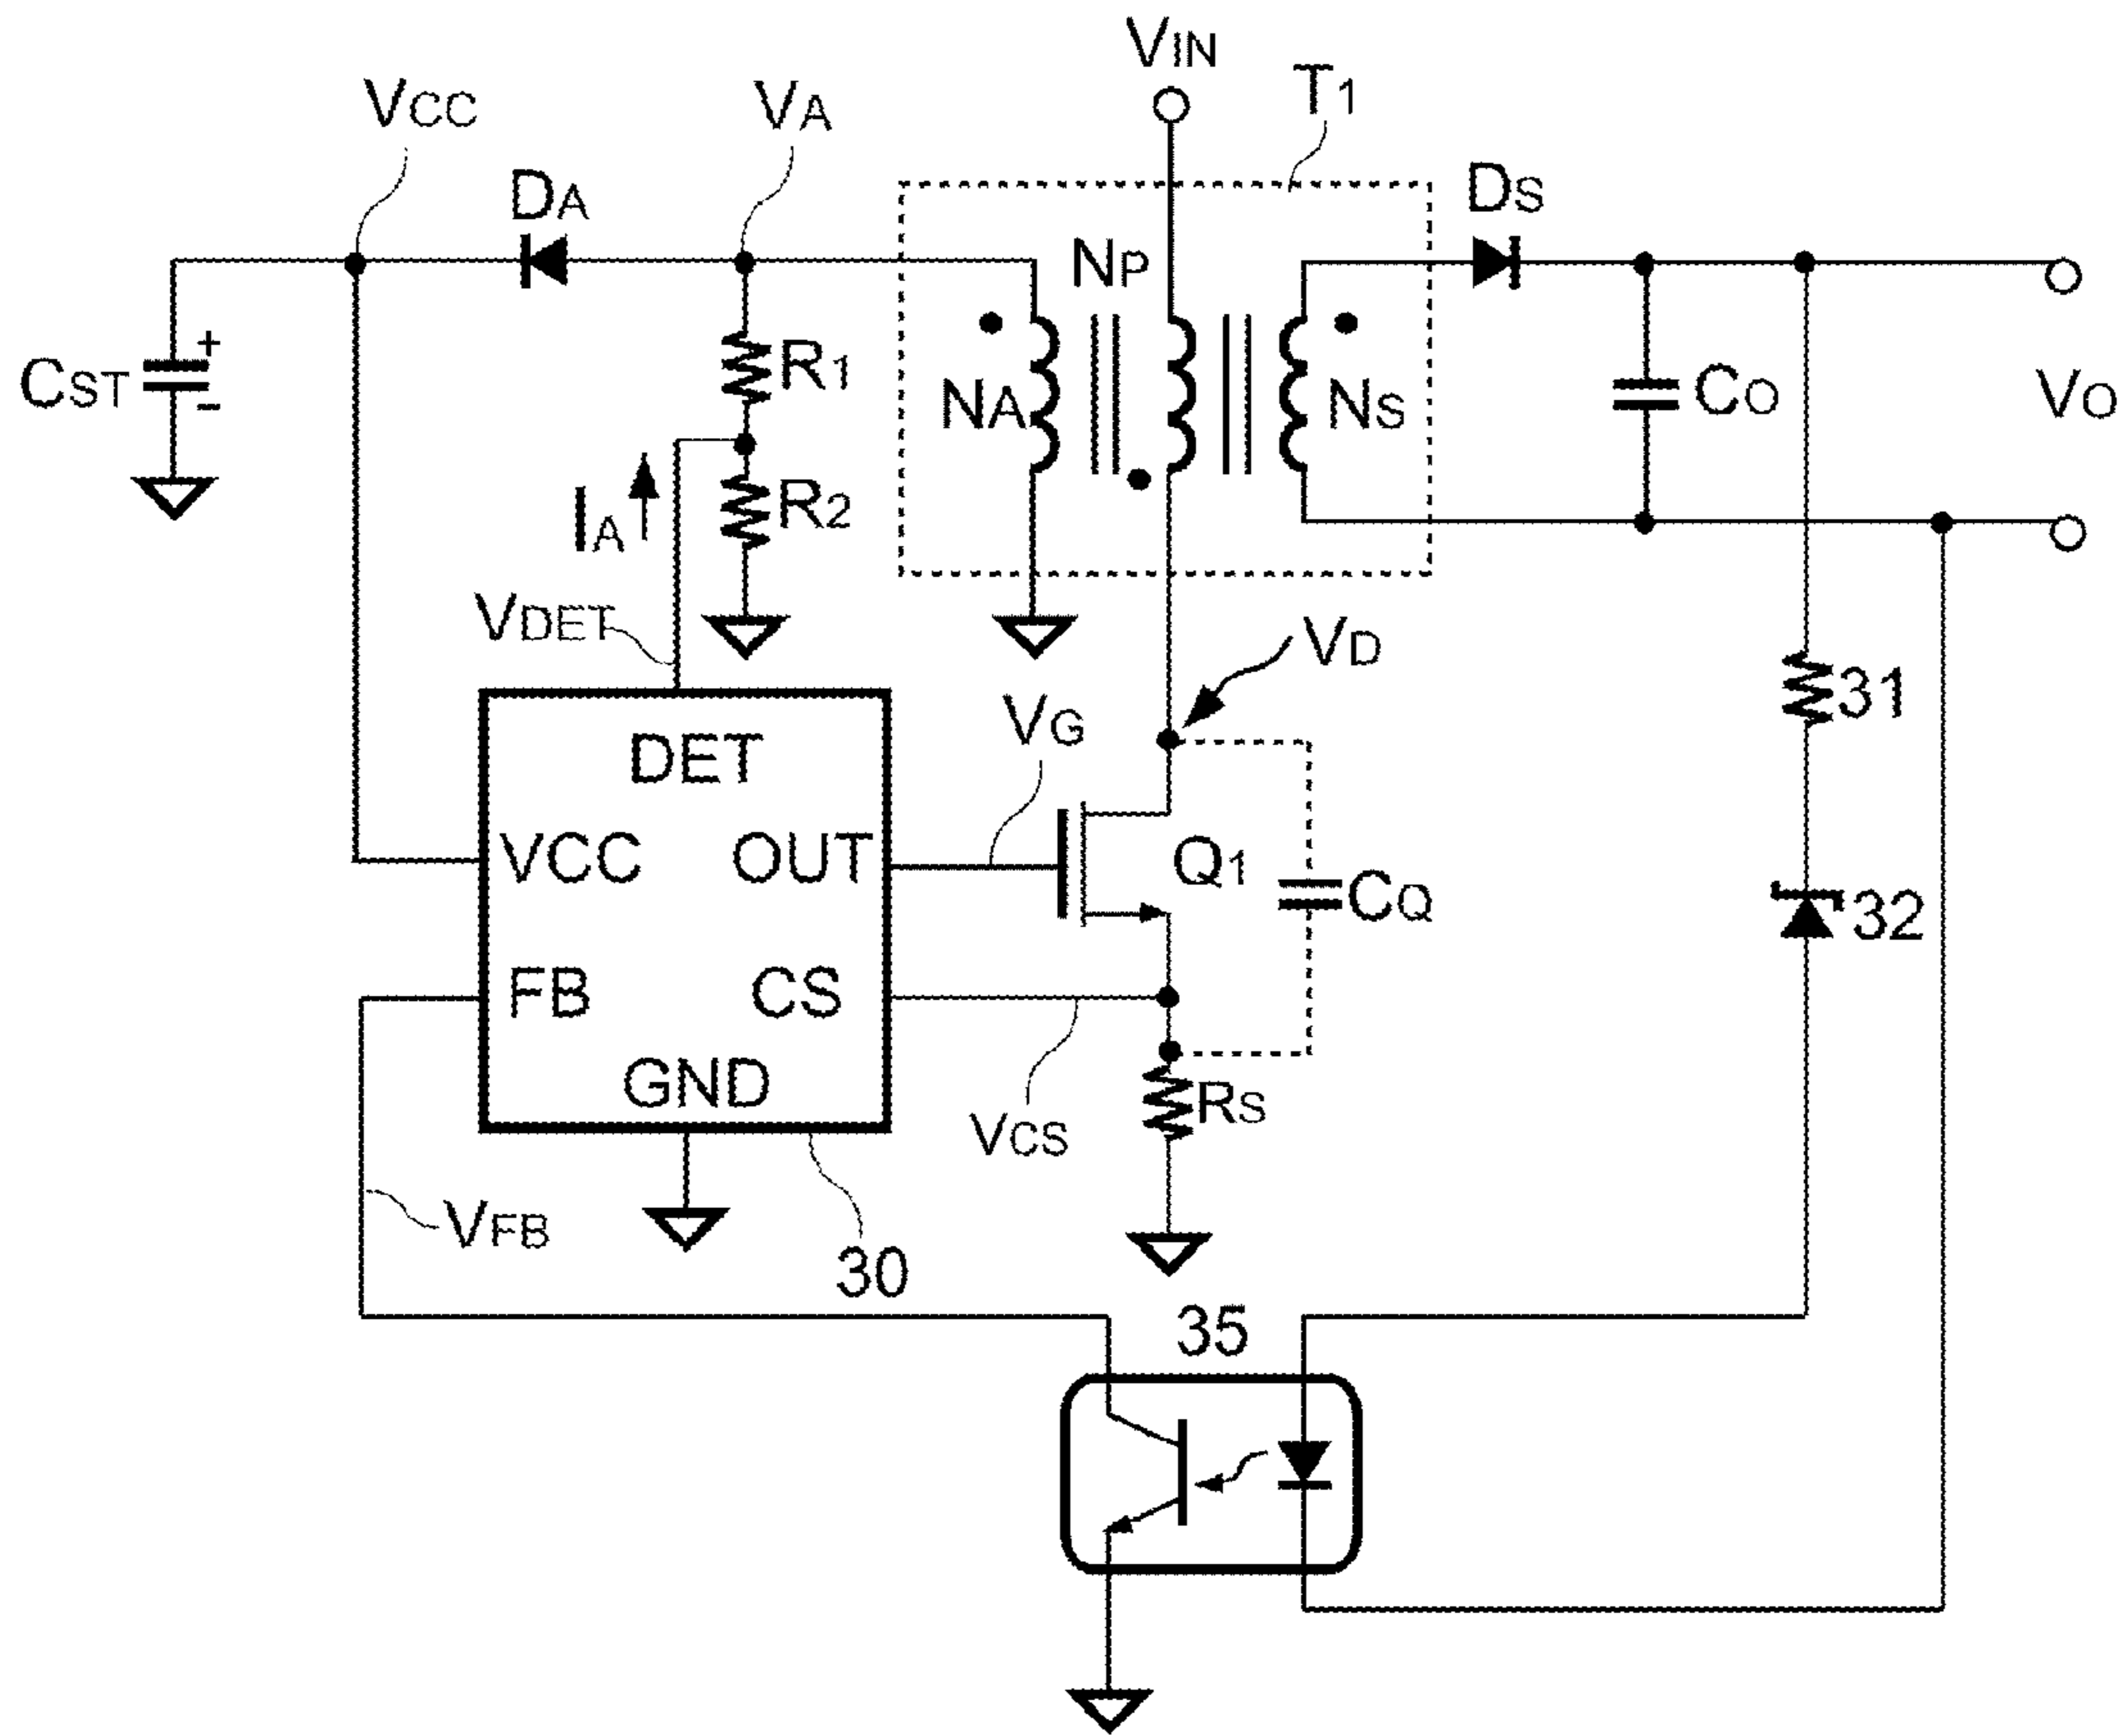 VIN
VCC
VA
T1
DA
DS
NP
CST
+
-
R1
NA
NS
CO
VO
IA
R2
VDET
VD
VG
31
DET
VCC
OUT
Q1
CQ
32
FB
CS
GND
RS
VCS
VFB
30
35